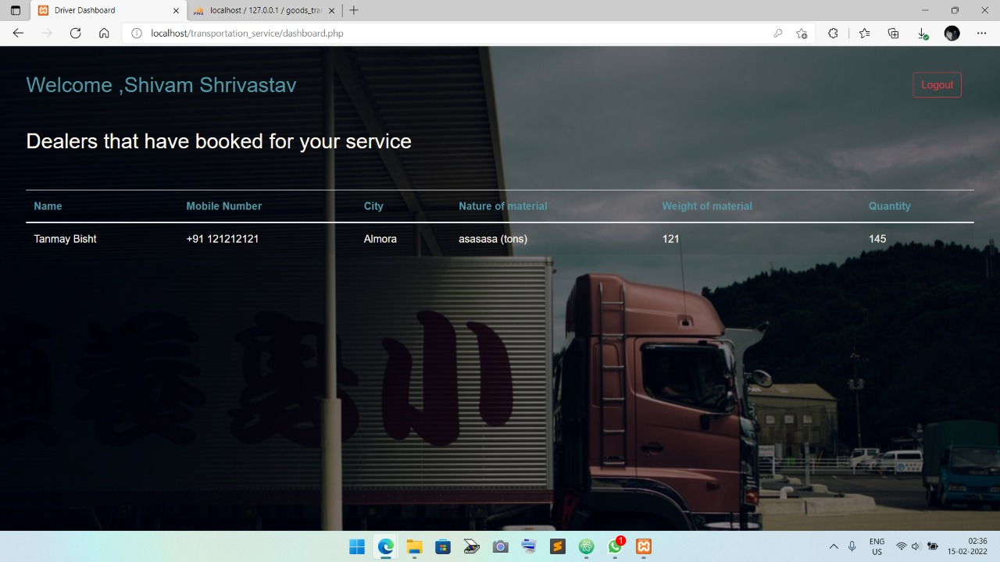 Driver Dashboard
localhost / 127.0.0.1 / goods_tra
localhost/transportation_service/dashboard.php
Welcome ,Shivam Shrivastav
Logout
Dealers that have booked for your service
Name Mobile Number City Nature of material Weight of material Quantity
Tanmay Bisht +91 121212121 Almora asasasa (tons) 121 145
小
1
ENG
US
02:36
15-02-2022